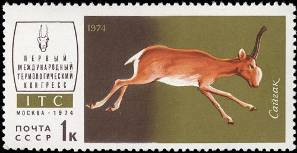 ПЕРВЫЙ
МЕЖДУНАРОДНЫЙ
ТЕРИОЛОГИЧЕСКИЙ
КОНГРЕСС
ITC
МОСКВА - 1974
ПОЧТА
СССР
1к
1974
Сайгак